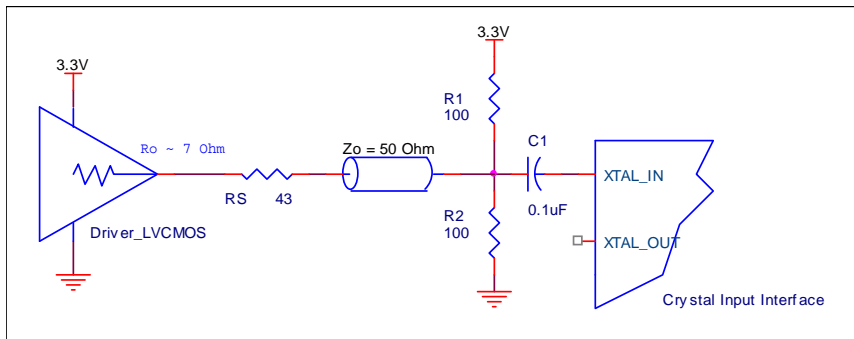 3.3V
3.3V
R1
100
Ro ~ 7 Ohm
Zo = 50 Ohm
C1
XTAL_IN
RS 43
0.1uF
R2
100
Driver_LVCMOS
XTAL_OUT
Crystal Input Interface